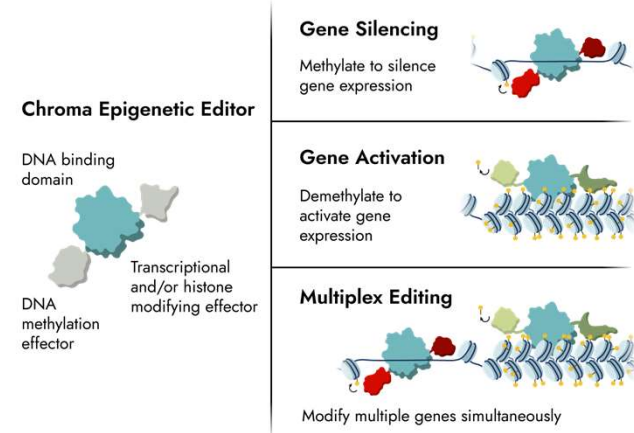 Chroma Epigenetic Editor
DNA binding
domain
Transcriptional
and/or histone
modifying effector
DNA
methylation
effector
Gene Silencing
Methylate to silence
gene expression
Gene Activation
Demethylate to
activate gene
expression
Multiplex Editing
Modify multiple genes simultaneously